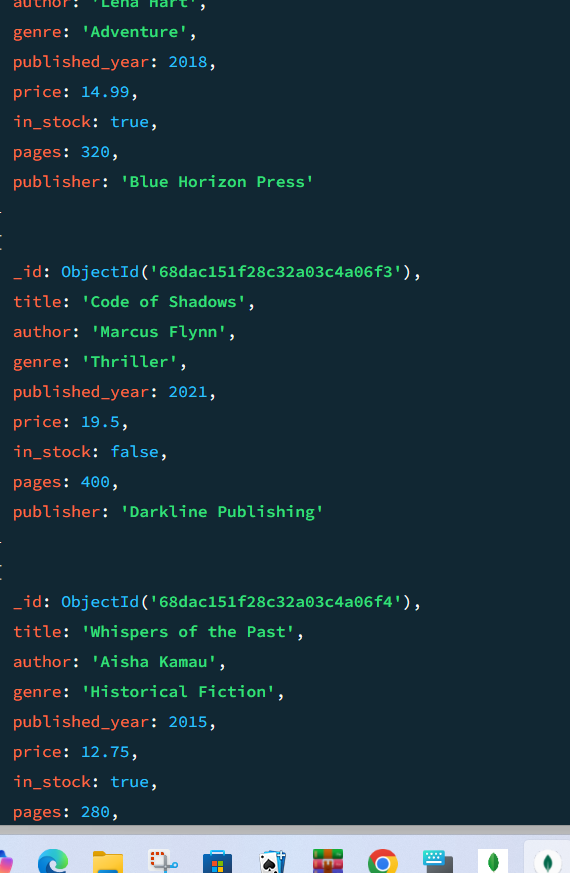 author: 'Lena Hart',
genre: 'Adventure',
published_year: 2018,
price: 14.99,
in_stock: true,
pages: 320,
publisher: 'Blue Horizon Press'
_id: ObjectId('68dac151f28c32a03c4a06f3'),
title: 'Code of Shadows',
author: 'Marcus Flynn',
genre: 'Thriller',
published_year: 2021,
price: 19.5,
in_stock: false,
pages: 400,
publisher: 'Darkline Publishing'
_id: ObjectId('68dac151f28c32a03c4a06f4'),
title: 'Whispers of the Past',
author: 'Aisha Kamau',
genre: 'Historical Fiction',
published_year: 2015,
price: 12.75,
in_stock: true,
pages: 280,